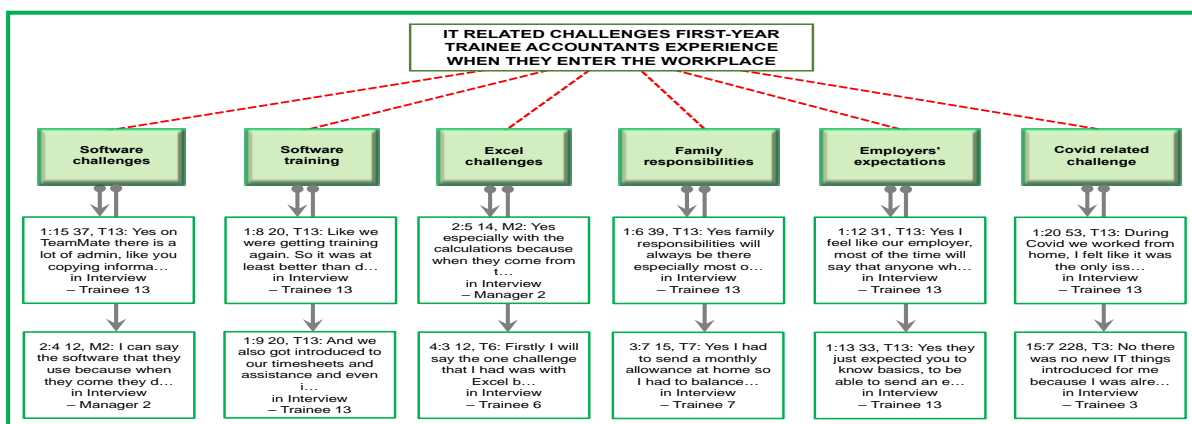 IT RELATED CHALLENGES FIRST-YEAR
TRAINEE ACCOUNTANTS EXPERIENCE
WHEN THEY ENTER THE WORKPLACE
Software
challenges
Software
training
Excel
challenges
Family
responsibilities
Employers'
expectations
Covid related
challenge
1:15 37, T13: Yes on
TeamMate there is a
lot of admin, like you
copying informa…
in Interview
– Trainee 13
1:8 20, T13: Like we
were getting training
again. So it was at
least better than d…
in Interview
– Trainee 13
2:5 14, M2: Yes
especially with the
calculations because
when they come from
t…
in Interview
– Manager 2
1:6 39, T13: Yes family
responsibilities will
always be there
especially most o…
in Interview
– Trainee 13
1:12 31, T13: Yes I
feel like our employer,
most of the time will
say that anyone wh…
in Interview
– Trainee 13
1:20 53, T13: During
Covid we worked from
home, I felt like it was
the only iss…
in Interview
– Trainee 13
2:4 12, M2: I can say
the software that they
use because when
they come they d…
in Interview
– Manager 2
1:9 20, T13: And we
also got introduced to
our timesheets and
assistance and even
i…
in Interview
– Trainee 13
4:3 12, T6: Firstly I will
say the one challenge
that I had was with
Excel b…
in Interview
– Trainee 6
3:7 15, T7: Yes I had
to send a monthly
allowance at home so
I had to balance…
in Interview
– Trainee 7
1:13 33, T13: Yes they
just expected you to
know basics, to be
able to send an e…
in Interview
– Trainee 13
15:7 228, T3: No there
was no new IT things
introduced for me
because I was alre…
in Interview
– Trainee 3